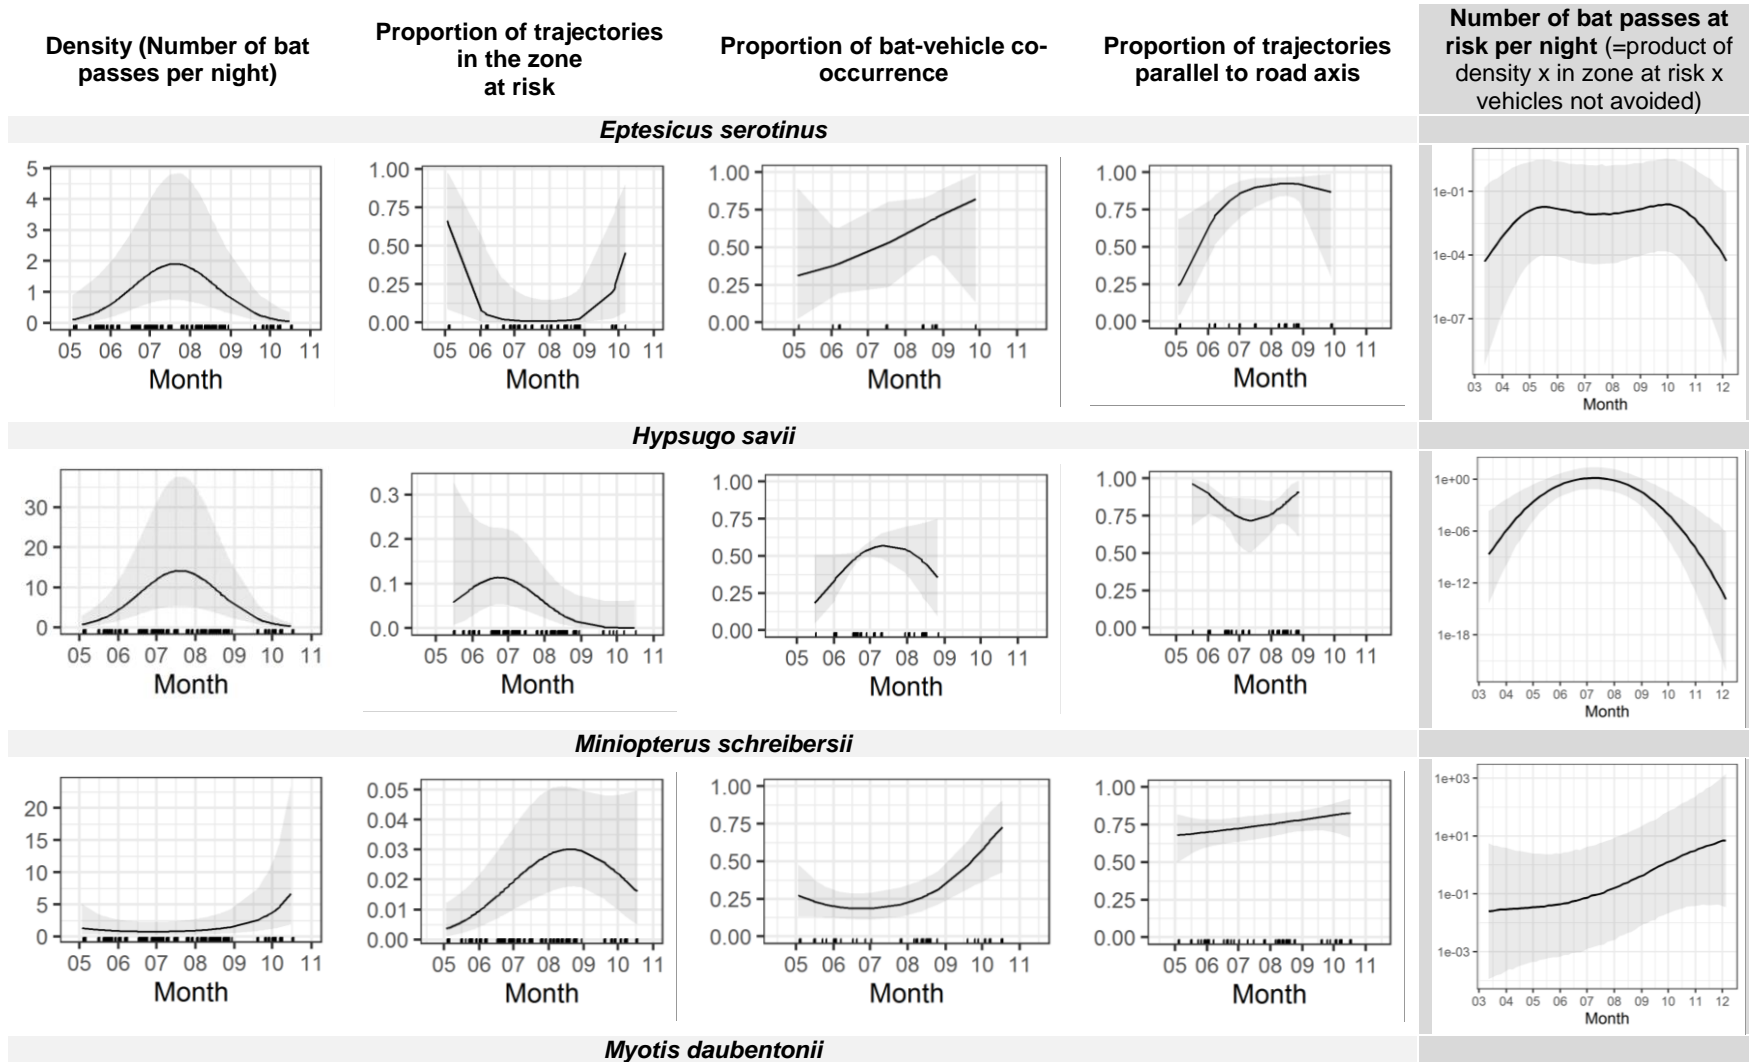 Density (Number of bat
passes per night)
Proportion of trajectories
in the zone
at risk
Proportion of bat-vehicle co-
occurrence
Proportion of trajectories
parallel to road axis
Number of bat passes at
risk per night (=product of
density x in zone at risk x
vehicles not avoided)
Eptesicus serotinus
5
4
3
2
1
0
05 06 07 08 09 10 11
Month
1.00
0.75
0.50
0.25
0.00
05 06 07 08 09 10 11
Month
1.00
0.75
0.50
0.25
0.00
05 06 07 08 09 10 11
Month
1.00
0.75
0.50
0.25
0.00
05 06 07 08 09 10 11
Month
1e-01
1e-04
1e-07
03 04 05 06 07 08 09 10 11 12
Month
Hypsugo savii
30
20
10
0
05 06 07 08 09 10 11
Month
0.3
0.2
0.1
0.0
05 06 07 08 09 10 11
Month
1.00
0.75
0.50
0.25
0.00
05 06 07 08 09 10 11
Month
1.00
0.75
0.50
0.25
0.00
05 06 07 08 09 10 11
Month
1e+00
1e-06
1e-12
1e-18
03 04 05 06 07 08 09 10 11 12
Month
Miniopterus schreibersii
20
15
10
5
0
05 06 07 08 09 10 11
Month
0.05
0.04
0.03
0.02
0.01
0.00
05 06 07 08 09 10 11
Month
1.00
0.75
0.50
0.25
0.00
05 06 07 08 09 10 11
Month
1.00
0.75
0.50
0.25
0.00
05 06 07 08 09 10 11
Month
1e+03
1e+01
1e-01
1e-03
03 04 05 06 07 08 09 10 11 12
Month
Myotis daubentonii